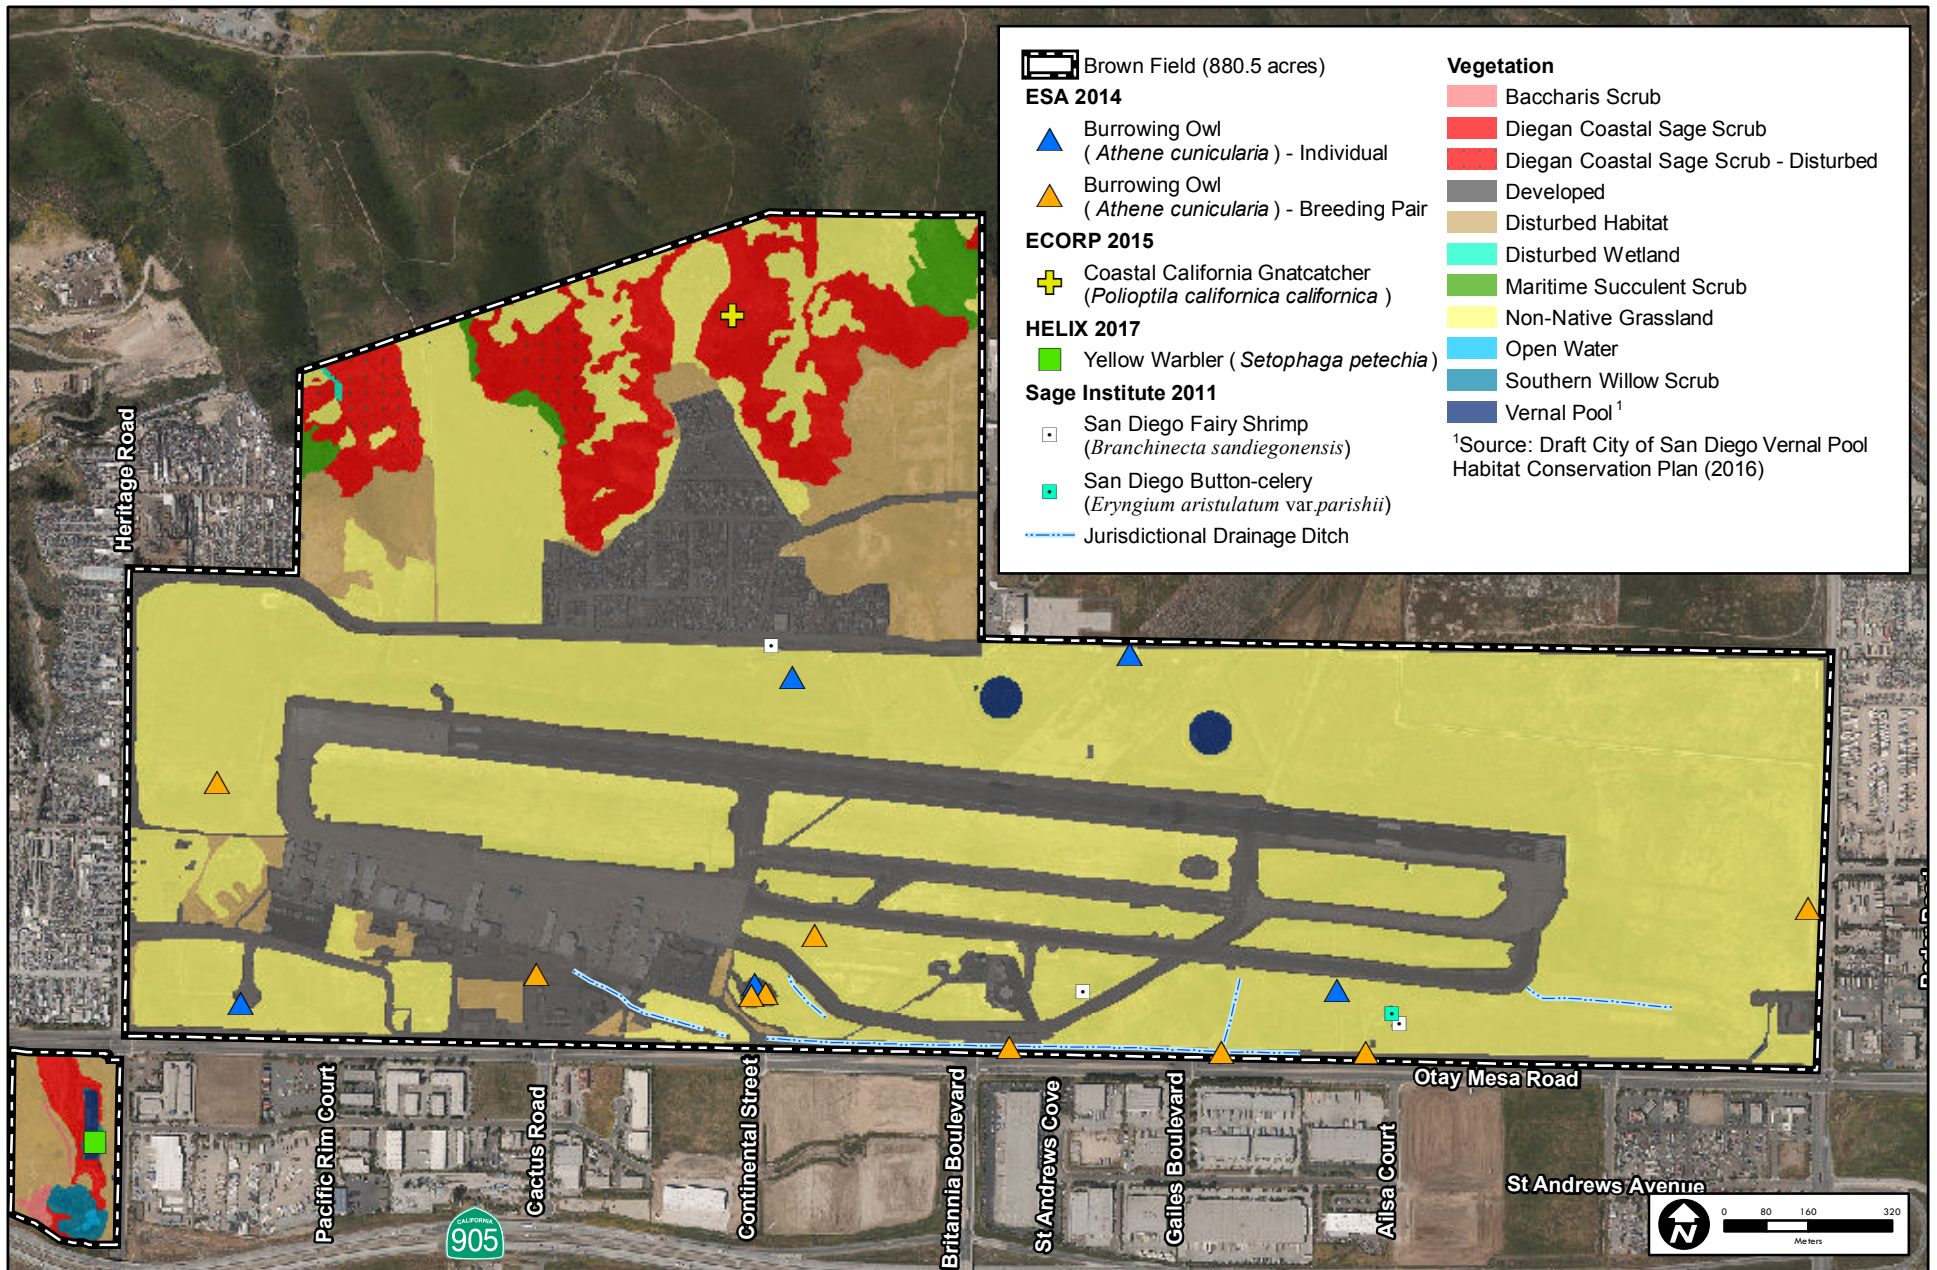 Brown Field (880.5 acres)
ESA 2014
Burrowing Owl
( Athene cunicularia ) - Individual
Burrowing Owl
( Athene cunicularia ) - Breeding Pair
ECORP 2015
Coastal California Gnatcatcher
(Polioptila californica californica )
HELIX 2017
Yellow Warbler ( Setophaga petechia )
Sage Institute 2011
San Diego Fairy Shrimp
(Branchinecta sandiegonensis)
San Diego Button-celery
(Eryngium aristulatum var.parishii)
Jurisdictional Drainage Ditch
Vegetation
Baccharis Scrub
Diegan Coastal Sage Scrub
Diegan Coastal Sage Scrub - Disturbed
Developed
Disturbed Habitat
Disturbed Wetland
Maritime Succulent Scrub
Non-Native Grassland
Open Water
Southern Willow Scrub
Vernal Pool 1
1Source: Draft City of San Diego Vernal Pool
Habitat Conservation Plan (2016)
Heritage Road
Pacific Rim Court
Cactus Road
Continental Street
Britannia Boulevard
St Andrews Cove
Gailes Boulevard
Ailsa Court
Otay Mesa Road
St Andrews Avenue
CALIFORNIA
905
N
0 80 160 320
Meters